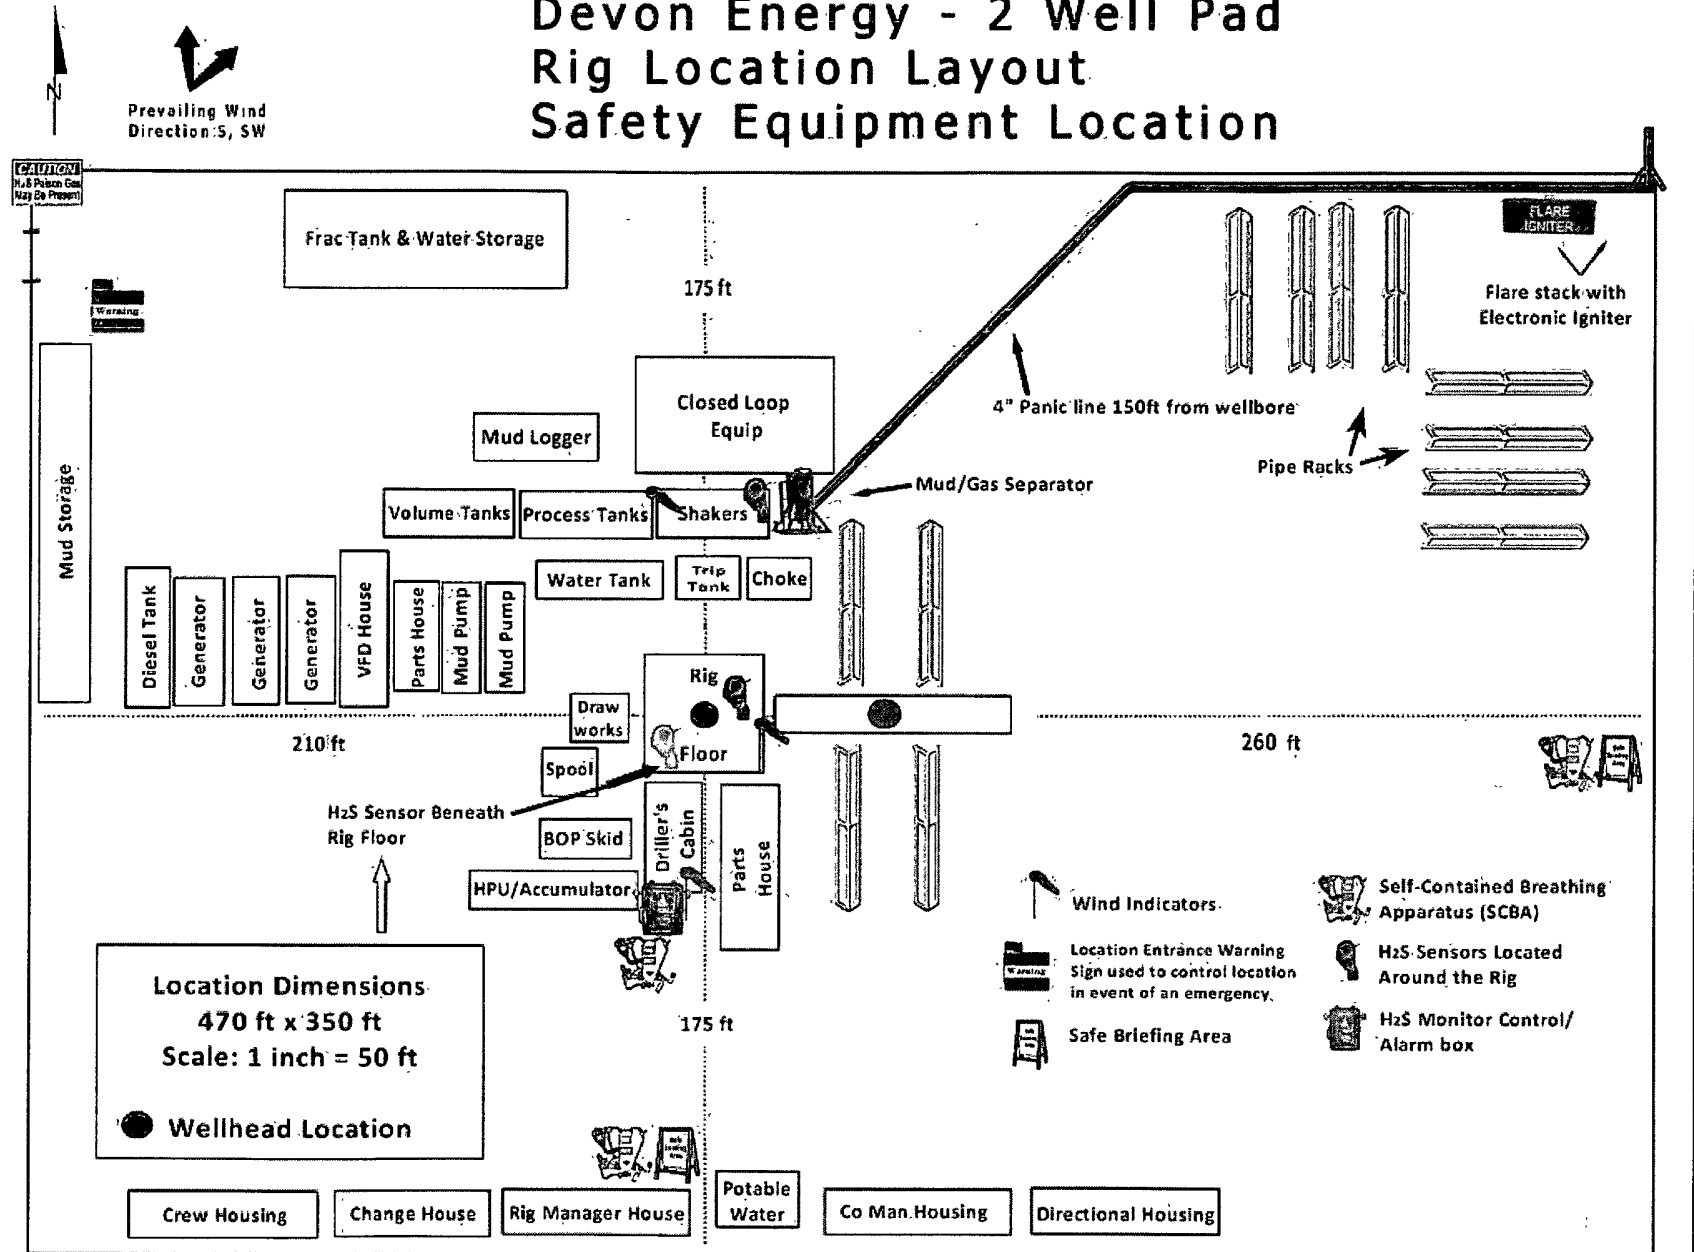 Devon Energy - 2 Well Pad
Rig Location Layout
Safety Equipment Location
N
Prevailing Wind
Direction:S, SW
CAUTION
H₂S Poison Gas
May Be Present
Frac Tank & Water Storage
175 ft
FLARE
IGNITER
Flare stack with
Electronic Igniter
Warning
Closed Loop
Equip
4" Panic line 150ft from wellbore
Mud Logger
Pipe Racks
Mud/Gas Separator
Mud Storage
Volume Tanks
Process Tanks
Shakers
Water Tank
Trip
Tank
Choke
Diesel Tank
Generator
Generator
Generator
VFD House
Parts House
Mud Pump
Mud Pump
Rig
Floor
Draw
works
210 ft
260 ft
Spool
H₂S Sensor Beneath
Rig Floor
BOP Skid
Driller's
Cabin
Parts
House
HPU/Accumulator
Wind Indicators
Self-Contained Breathing
Apparatus (SCBA)
Warning
Location Entrance Warning
Sign used to control location
in event of an emergency.
H₂S Sensors Located
Around the Rig
Safe Briefing Area
H₂S Monitor Control/
Alarm box
Location Dimensions
470 ft x 350 ft
Scale: 1 inch = 50 ft
Wellhead Location
175 ft
Crew Housing
Change House
Rig Manager House
Potable
Water
Co Man Housing
Directional Housing